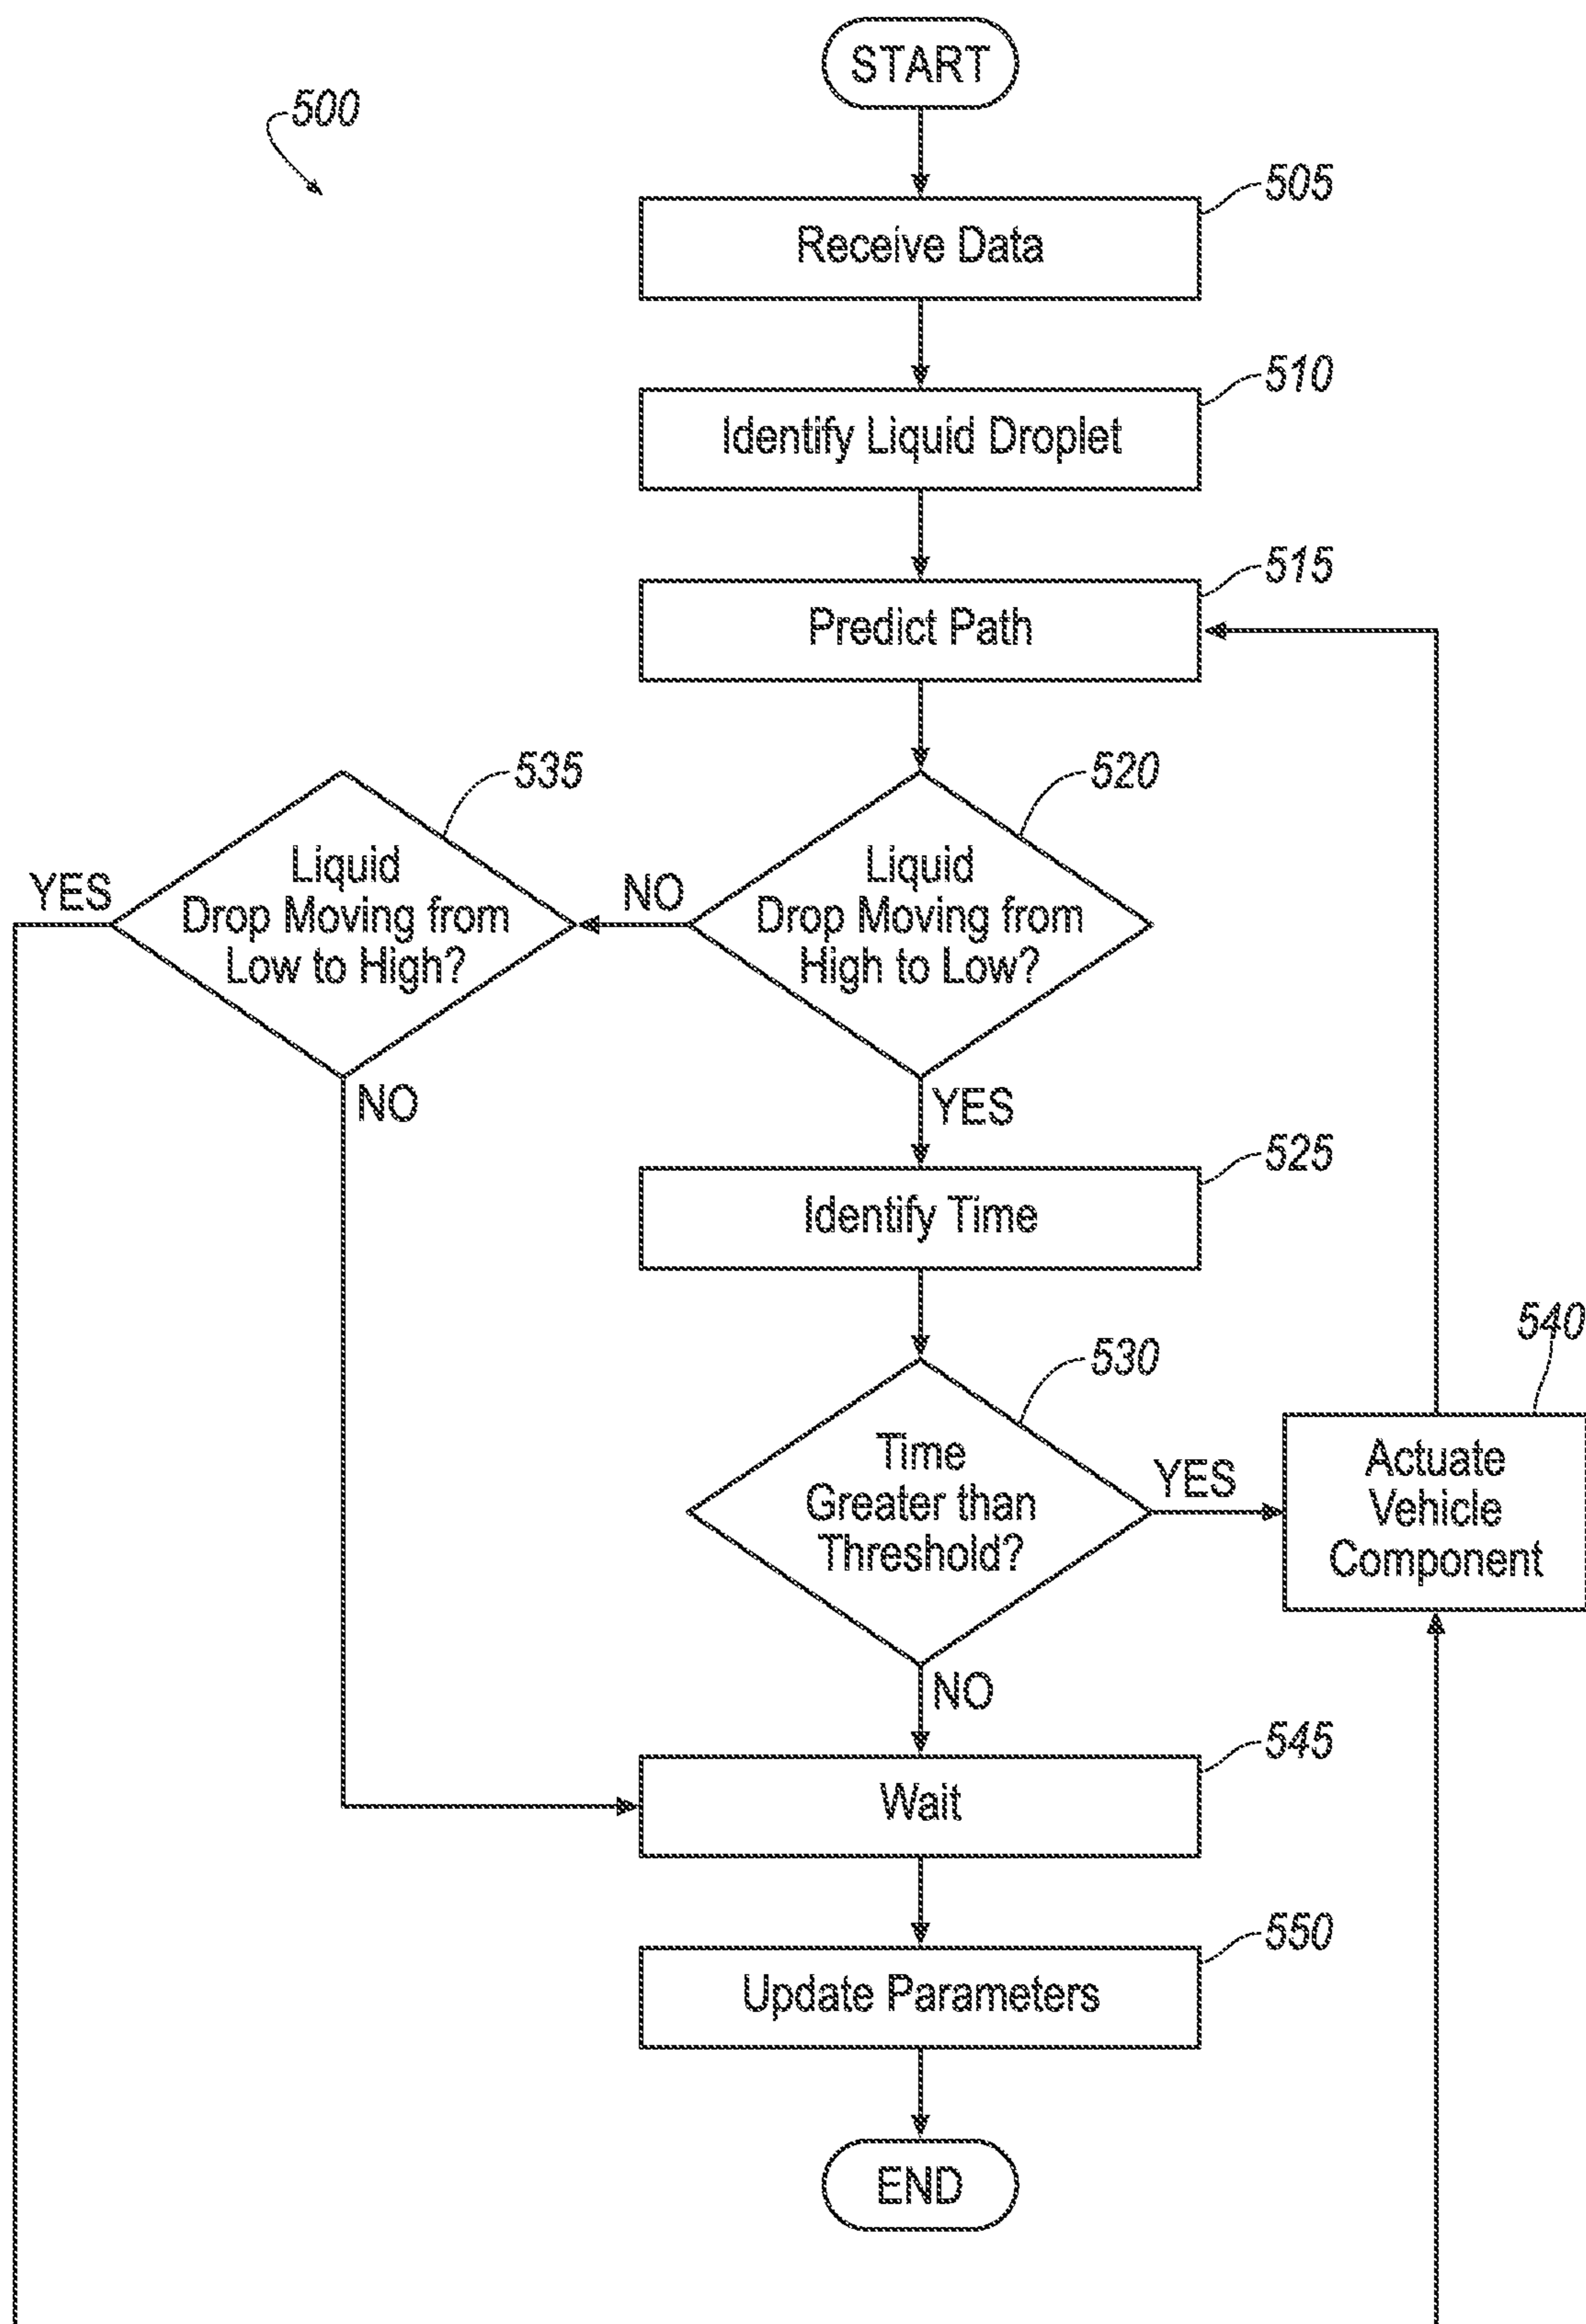 START
500
505
Receive Data
510
Identify Liquid Droplet
515
Predict Path
535
520
YES
Liquid
Drop Moving from
Low to High?
NO
Liquid
Drop Moving from
High to Low?
NO
YES
525
Identify Time
540
530
Time
Greater than
Threshold?
YES
Actuate
Vehicle
Component
NO
545
Wait
550
Update Parameters
END